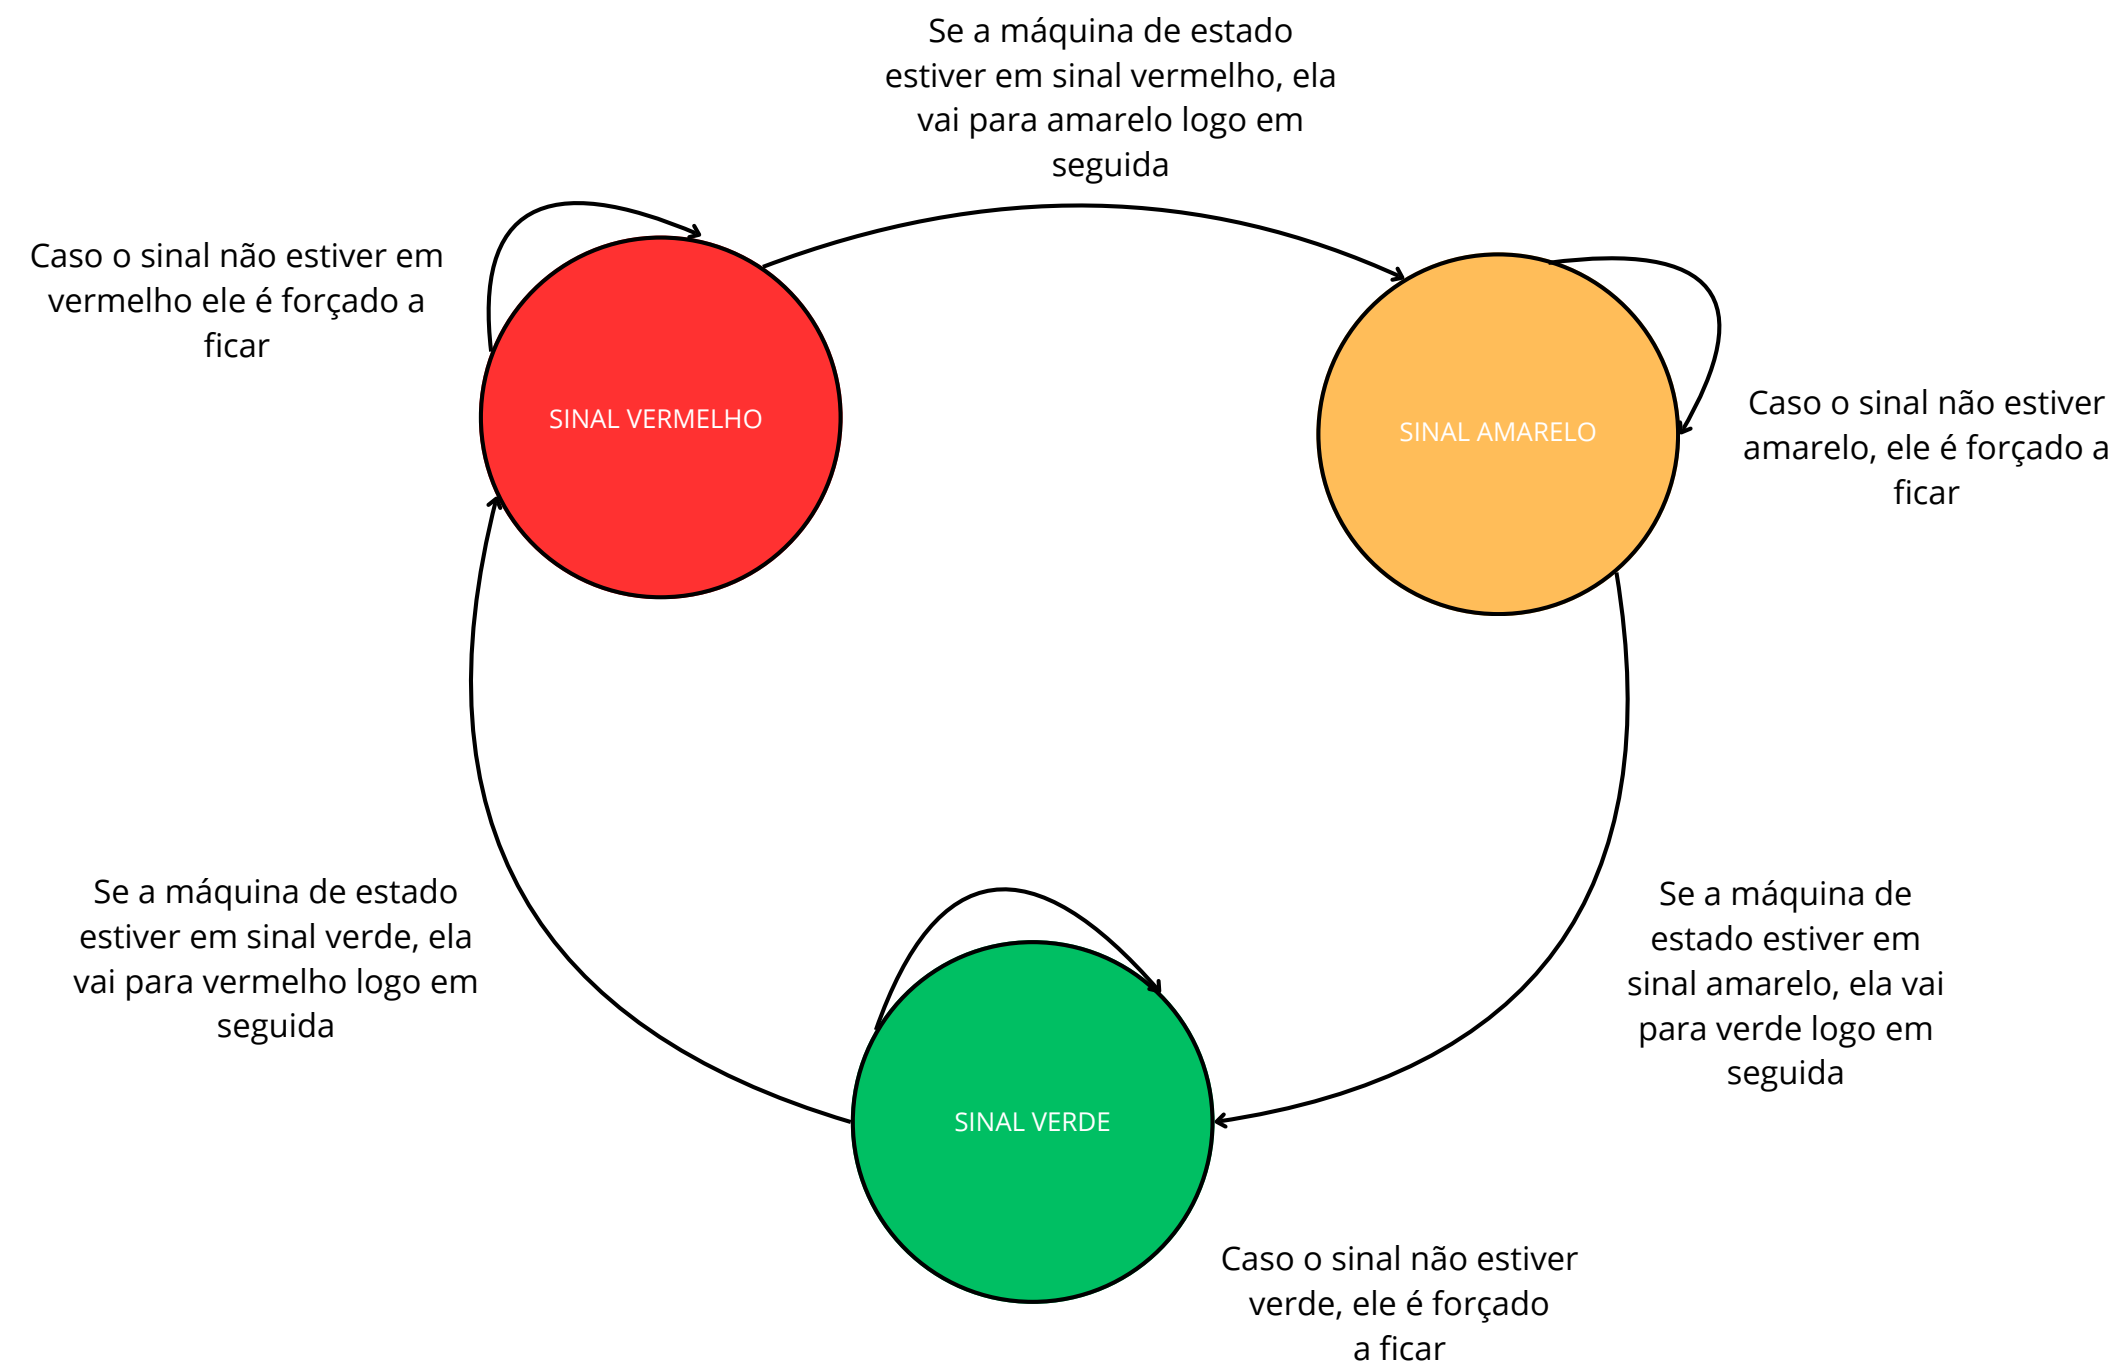 Se a máquina de estado
estiver em sinal vermelho, ela
vai para amarelo logo em
seguida
Caso o sinal não estiver em
vermelho ele é forçado a
ficar
SINAL VERMELHO
SINAL AMARELO
Caso o sinal não estiver
amarelo, ele é forçado a
ficar
Se a máquina de estado
estiver em sinal verde, ela
vai para vermelho logo em
seguida
Se a máquina de
estado estiver em
sinal amarelo, ela vai
para verde logo em
seguida
SINAL VERDE
Caso o sinal não estiver
verde, ele é forçado
a ficar